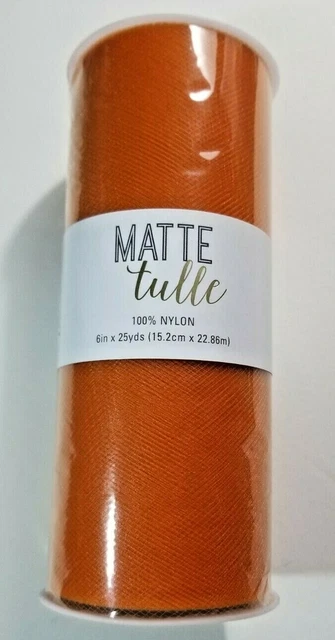 MATTE
tulle
100% NYLON
6in x 25yds (15.2cm x 22.86m)